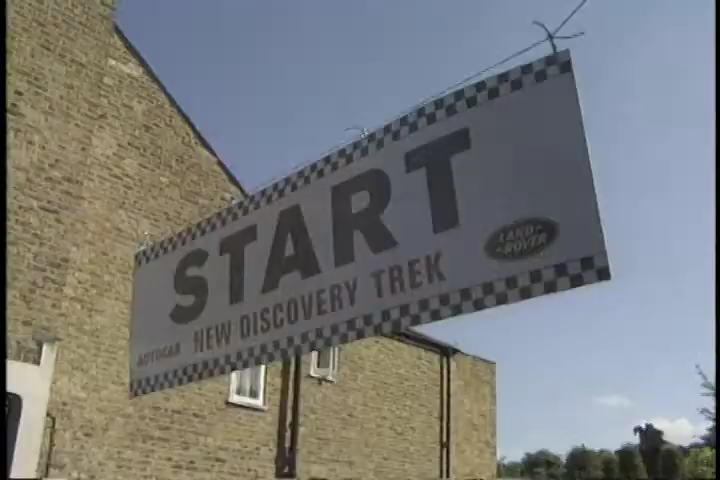 START
AUTOCAR NEW DISCOVERY TREK
LAND-
-ROVER